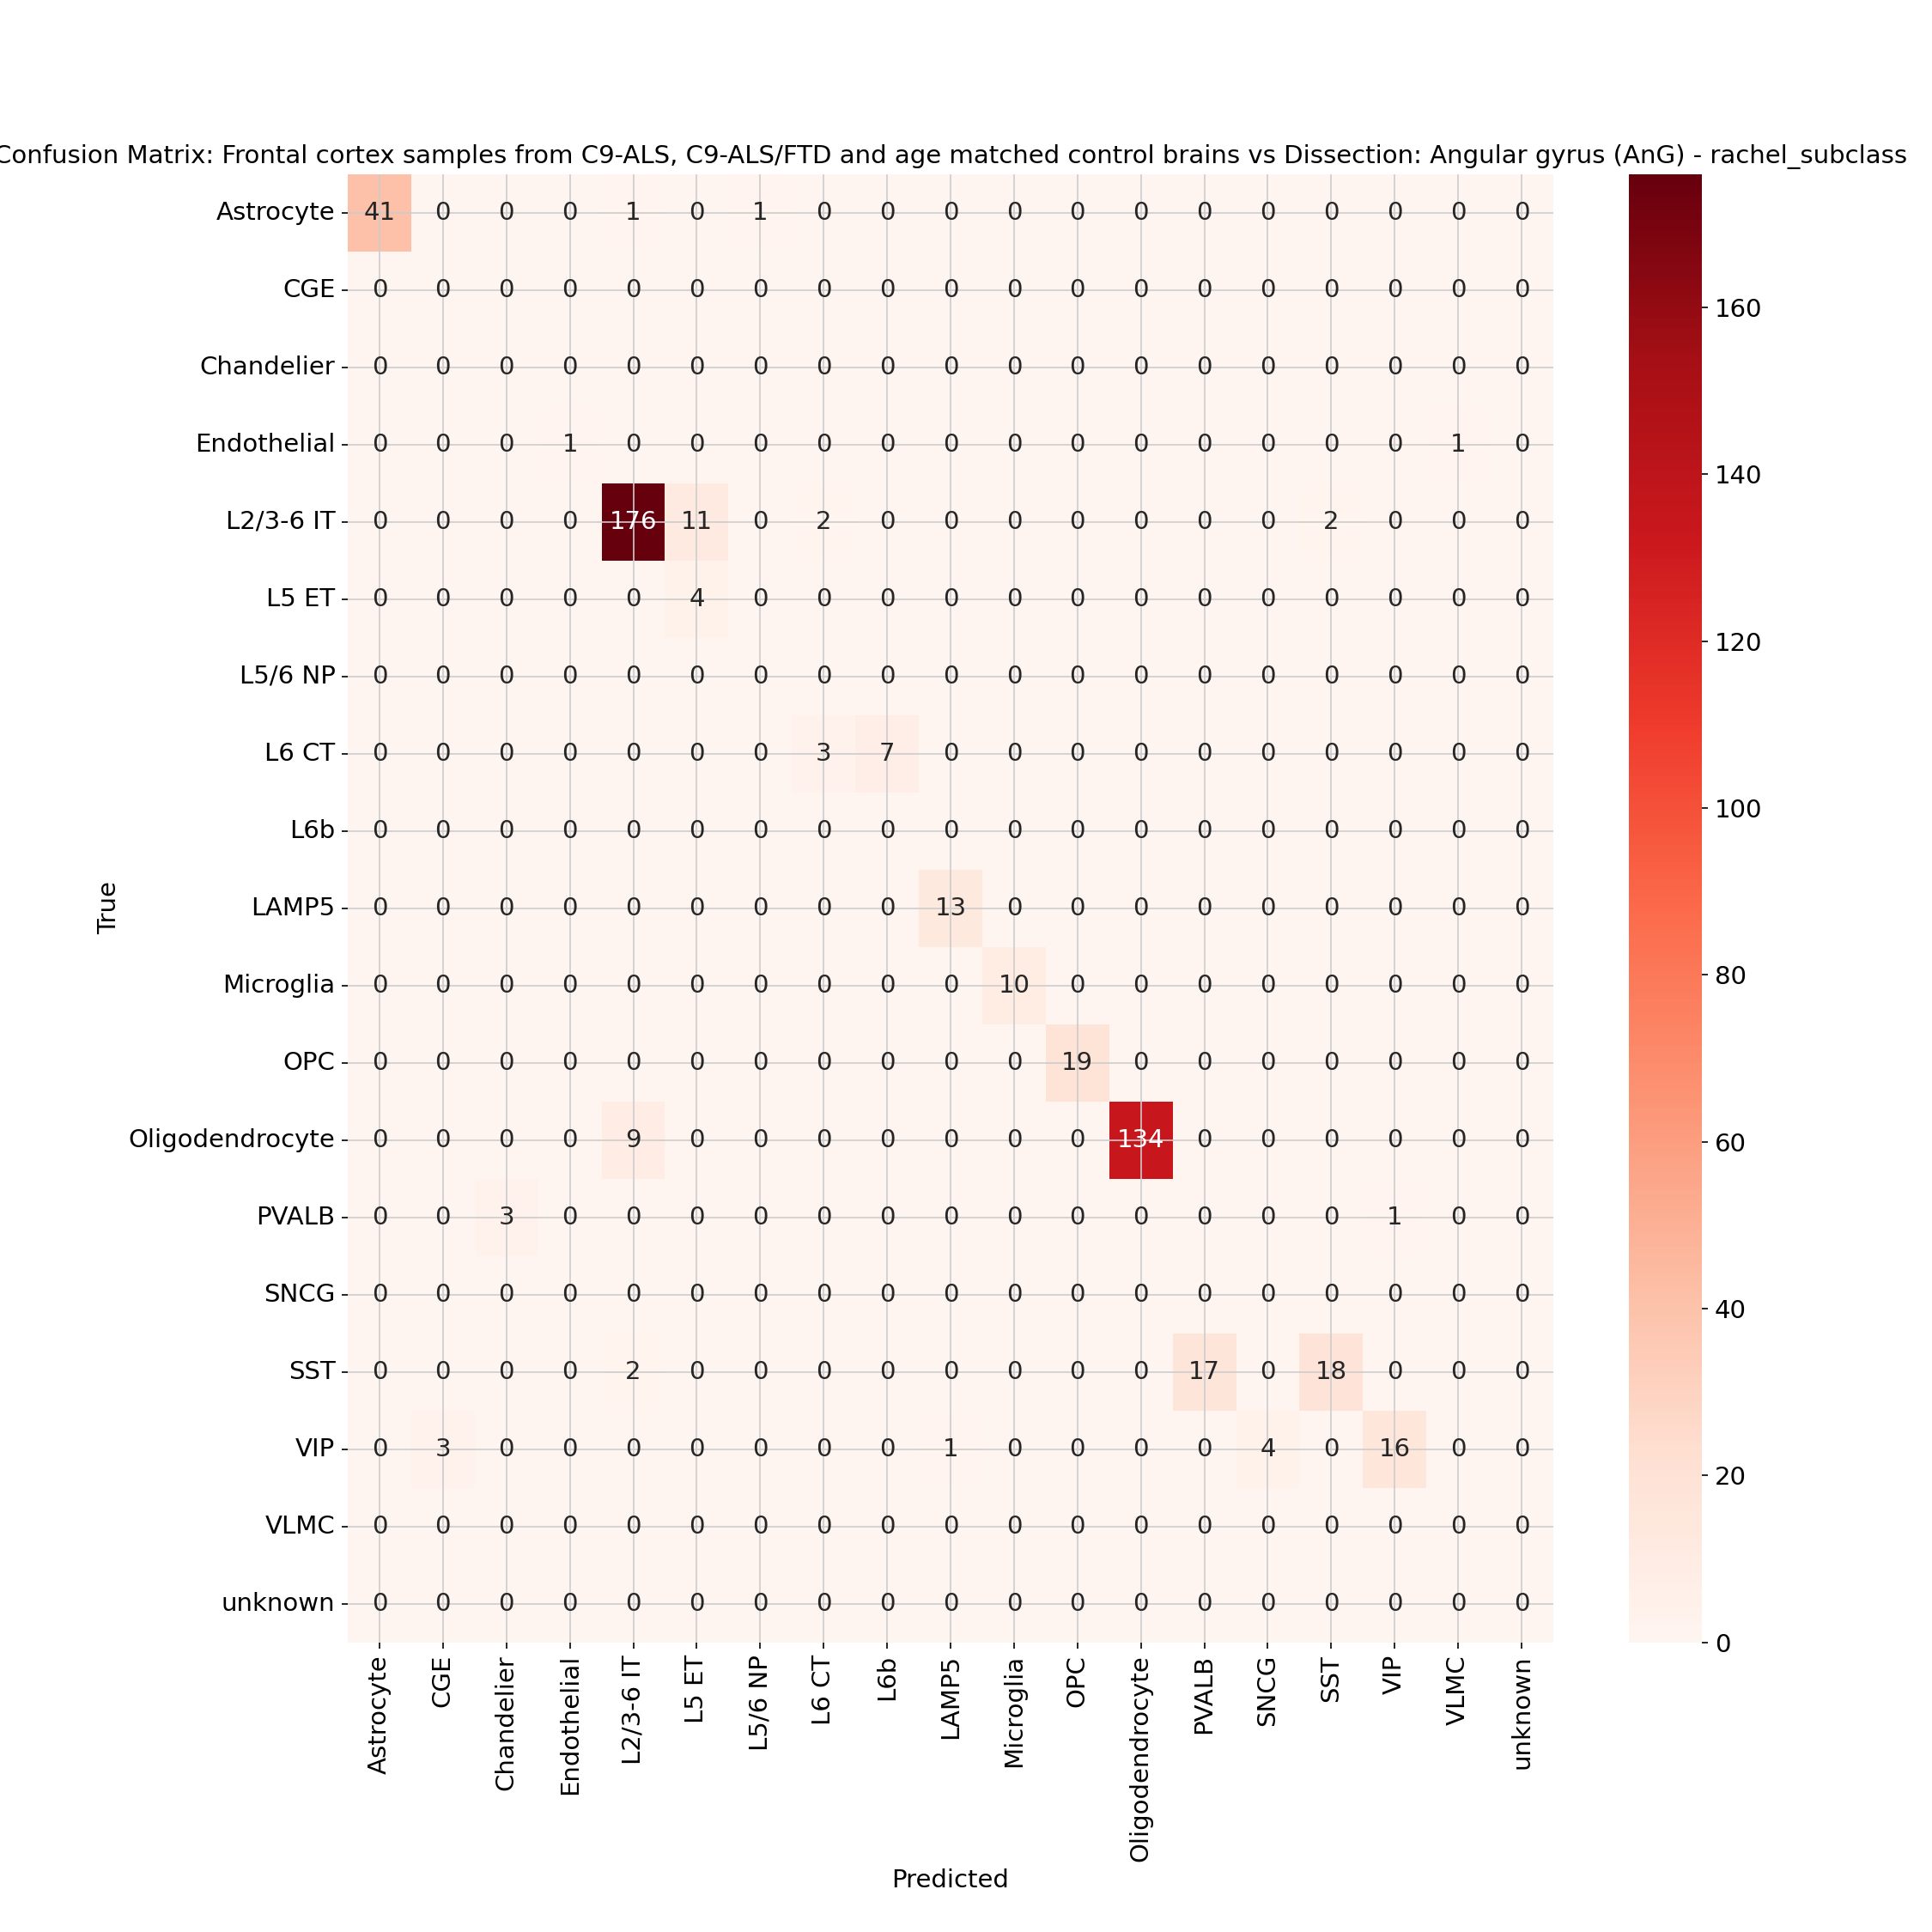 Confusion Matrix: Frontal cortex samples from C9-ALS, C9-ALS/FTD and age matched control brains vs Dissection: Angular gyrus (AnG) - rachel_subclass
Astrocyte 41 0 0 0 1 0 1 0 0 0 0 0 0 0 0 0 0 0 0
CGE 0 0 0 0 0 0 0 0 0 0 0 0 0 0 0 0 0 0 0
Chandelier 0 0 0 0 0 0 0 0 0 0 0 0 0 0 0 0 0 0 0
Endothelial 0 0 0 1 0 0 0 0 0 0 0 0 0 0 0 0 0 1 0
L2/3-6 IT 0 0 0 0 176 11 0 2 0 0 0 0 0 0 0 2 0 0 0
L5 ET 0 0 0 0 0 4 0 0 0 0 0 0 0 0 0 0 0 0 0
L5/6 NP 0 0 0 0 0 0 0 0 0 0 0 0 0 0 0 0 0 0 0
L6 CT 0 0 0 0 0 0 0 3 7 0 0 0 0 0 0 0 0 0 0
L6b 0 0 0 0 0 0 0 0 0 0 0 0 0 0 0 0 0 0 0
LAMP5 0 0 0 0 0 0 0 0 0 13 0 0 0 0 0 0 0 0 0
Microglia 0 0 0 0 0 0 0 0 0 0 10 0 0 0 0 0 0 0 0
OPC 0 0 0 0 0 0 0 0 0 0 0 19 0 0 0 0 0 0 0
Oligodendrocyte 0 0 0 0 9 0 0 0 0 0 0 0 134 0 0 0 0 0 0
PVALB 0 0 3 0 0 0 0 0 0 0 0 0 0 0 0 0 1 0 0
SNCG 0 0 0 0 0 0 0 0 0 0 0 0 0 0 0 0 0 0 0
SST 0 0 0 0 2 0 0 0 0 0 0 0 0 17 0 18 0 0 0
VIP 0 3 0 0 0 0 0 0 0 1 0 0 0 0 4 0 16 0 0
VLMC 0 0 0 0 0 0 0 0 0 0 0 0 0 0 0 0 0 0 0
unknown 0 0 0 0 0 0 0 0 0 0 0 0 0 0 0 0 0 0 0
True
Astrocyte
CGE
Chandelier
Endothelial
L2/3-6 IT
L5 ET
L5/6 NP
L6 CT
L6b
LAMP5
Microglia
OPC
Oligodendrocyte
PVALB
SNCG
SST
VIP
VLMC
unknown
Predicted
160
140
120
100
80
60
40
20
0